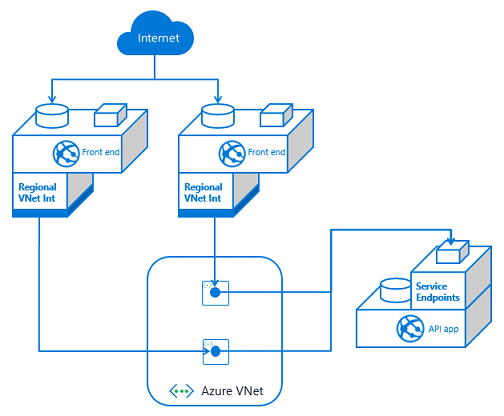 Internet
Front end
Front end
Regional
VNet Int
Regional
VNet Int
Service
Endpoints
API app
Azure VNet